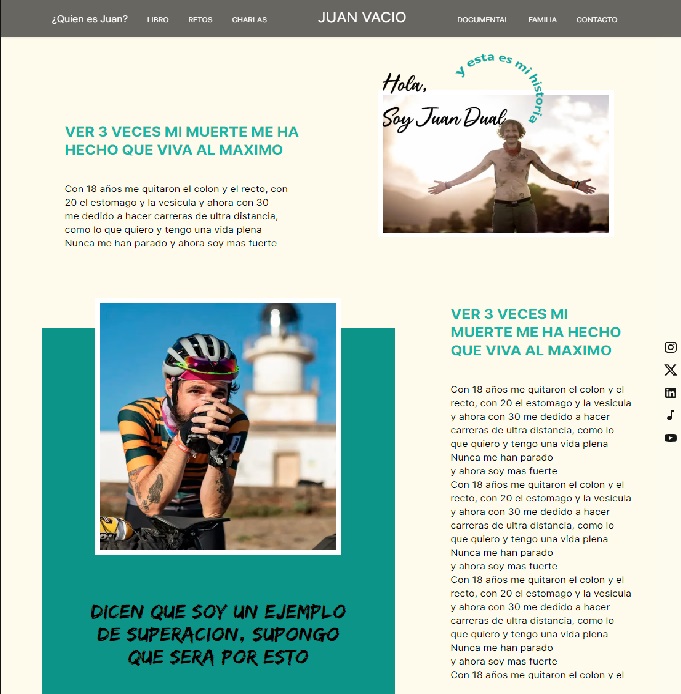 ¿Quien es Juan?
LIBRO
RETOS
CHARLAS
JUAN VACIO
DOCUMENTAL
FAMILIA
CONTACTO
y esta es mi historia
Hola,
Soy Juan Dual
VER 3 VECES MI MUERTE ME HA
HECHO QUE VIVA AL MAXIMO
Con 18 años me quitaron el colon y el recto, con
20 el estomago y la vesicula y ahora con 30
me dedido a hacer carreras de ultra distancia,
como lo que quiero y tengo una vida plena
Nunca me han parado y ahora soy mas fuerte
VER 3 VECES MI
MUERTE ME HA HECHO
QUE VIVA AL MAXIMO
Con 18 años me quitaron el colon y el
recto, con 20 el estomago y la vesicula
y ahora con 30 me dedido a hacer
carreras de ultra distancia, como lo
que quiero y tengo una vida plena
Nunca me han parado
y ahora soy mas fuerte
Con 18 años me quitaron el colon y el
recto, con 20 el estomago y la vesicula
y ahora con 30 me dedido a hacer
carreras de ultra distancia, como lo
que quiero y tengo una vida plena
Nunca me han parado
y ahora soy mas fuerte
Con 18 años me quitaron el colon y el
recto, con 20 el estomago y la vesicula
y ahora con 30 me dedido a hacer
carreras de ultra distancia, como lo
que quiero y tengo una vida plena
Nunca me han parado
y ahora soy mas fuerte
Con 18 años me quitaron el colon y el
DICEN QUE SOY UN EJEMPLO
DE SUPERACION, SUPONGO
QUE SERA POR ESTO